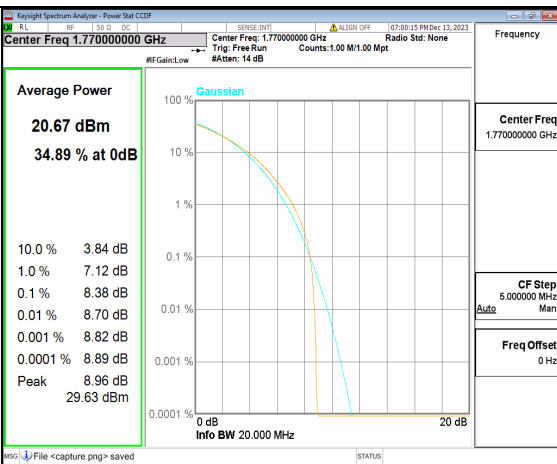 Keysight Spectrum Analyzer - Power Stat CCDF
RL RF 50 Ω DC SENSE:INT ALIGN OFF 07:00:15 PM Dec 13, 2023
Center Freq 1.770000000 GHz
Center Freq: 1.770000000 GHz Radio Std: None
Trig: Free Run Counts:1.00 M/1.00 Mpt
#IFGain:Low #Atten: 14 dB
Frequency
Average Power
20.67 dBm
34.89 % at 0dB
10.0 % 3.84 dB
1.0 % 7.12 dB
0.1 % 8.38 dB
0.01 % 8.70 dB
0.001 % 8.82 dB
0.0001 % 8.89 dB
Peak 8.96 dB
29.63 dBm
Gaussian
100 %
10 %
1 %
0.1 %
0.01 %
0.001 %
0.0001 %
0 dB 20 dB
Info BW 20.000 MHz
Center Freq
1.770000000 GHz
CF Step
5.000000 MHz
Auto Man
Freq Offset
0 Hz
MSG File <capture.png> saved STATUS